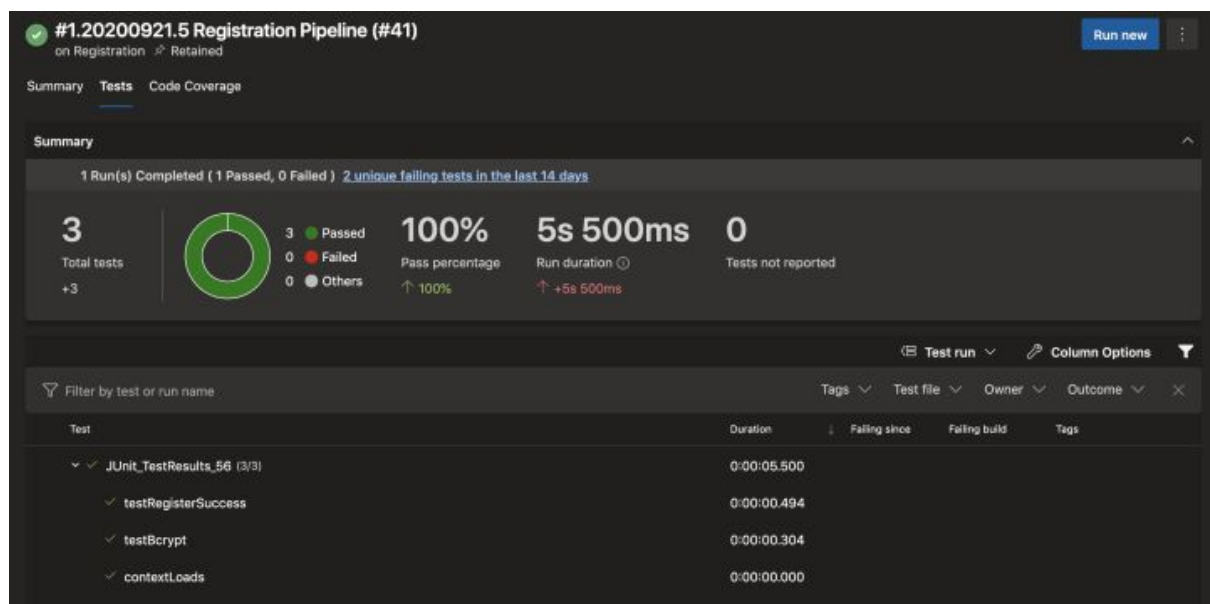 #1.20200921.5 Registration Pipeline (#41)
on Registration Retained
Run new
Summary Tests Code Coverage
Summary
1 Run(s) Completed ( 1 Passed, 0 Failed ) 2 unique failing tests in the last 14 days
3
Total tests
+3
3 Passed
0 Failed
0 Others
100%
Pass percentage
↑ 100%
5s 500ms
Run duration
↑ +5s 500ms
0
Tests not reported
Test run Column Options
Filter by test or run name Tags Test file Owner Outcome
Test Duration ↓ Failing since Failing build Tags
JUnit_TestResults_56 (3/3) 0:00:05.500
testRegisterSuccess 0:00:00.494
testBcrypt 0:00:00.304
contextLoads 0:00:00.000